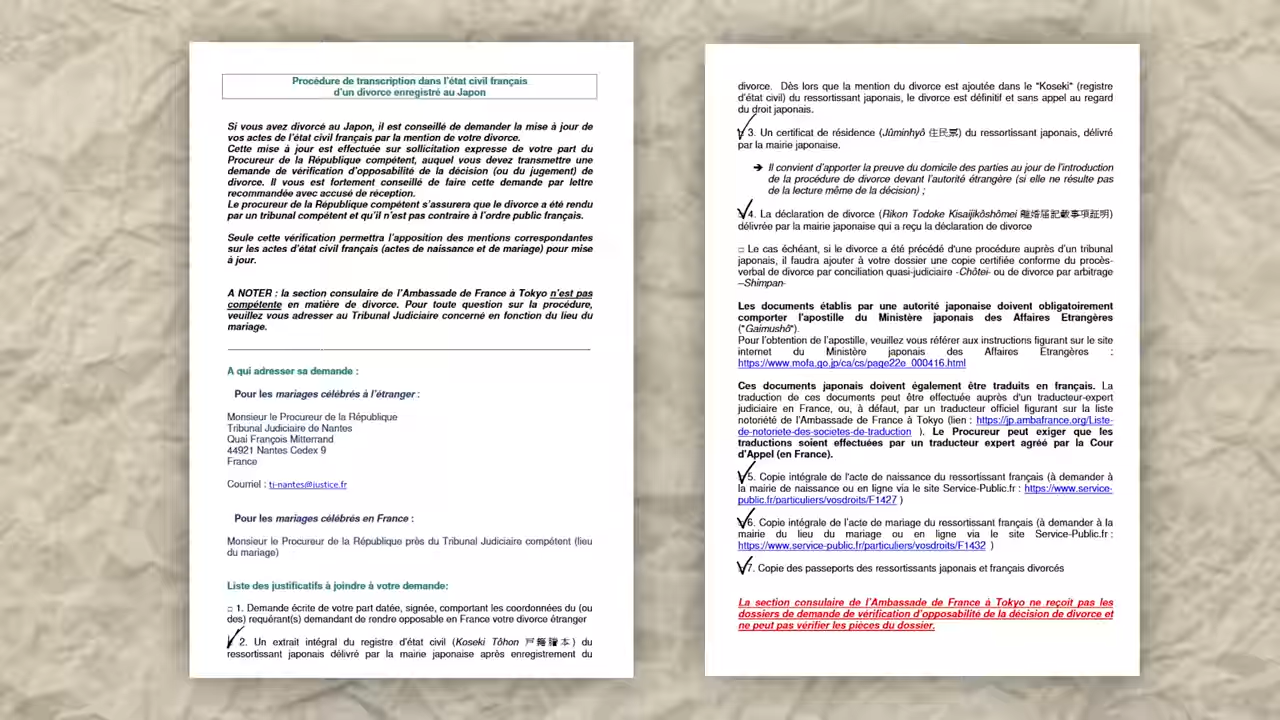 Procédure de transcription dans l'état civil français
d'un divorce enregistré au Japon
Si vous avez divorcé au Japon, il est conseillé de demander la mise à jour de
vos actes de l'état civil français par la mention de votre divorce.
Cette mise à jour est effectuée sur sollicitation expresse de votre part du
Procureur de la République compétent, auquel vous devez transmettre une
demande de vérification d'opposabilité de la décision (ou du jugement) de
divorce. Il vous est fortement conseillé de faire cette demande par lettre
recommandée avec accusé de réception.
Le procureur de la République compétent s'assurera que le divorce a été rendu
par un tribunal compétent et qu'il n'est pas contraire à l'ordre public français.
Seule cette vérification permettra l'apposition des mentions correspondantes
sur les actes d'état civil français (actes de naissance et de mariage) pour mise
à jour.
A NOTER : la section consulaire de l'Ambassade de France à Tokyo n'est pas
compétente en matière de divorce. Pour toute question sur la procédure,
veuillez vous adresser au Tribunal Judiciaire concerné en fonction du lieu du
mariage.
A qui adresser sa demande :
Pour les mariages célébrés à l'étranger :
Monsieur le Procureur de la République
Tribunal Judiciaire de Nantes
Quai François Mitterrand
44921 Nantes Cedex 9
France
Courriel : tj-nantes@justice.fr
Pour les mariages célébrés en France :
Monsieur le Procureur de la République près du Tribunal Judiciaire compétent (lieu
du mariage)
Liste des justificatifs à joindre à votre demande:
□ 1. Demande écrite de votre part datée, signée, comportant les coordonnées du (ou
des) requérant(s) demandant de rendre opposable en France votre divorce étranger
2. Un extrait intégral du registre d'état civil (Koseki Tôhon 戸籍謄本) du
ressortissant japonais délivré par la mairie japonaise après enregistrement du
divorce. Dès lors que la mention du divorce est ajoutée dans le "Koseki" (registre
d'état civil) du ressortissant japonais, le divorce est définitif et sans appel au regard
du droit japonais.
3. Un certificat de résidence (Jûminhyô 住民票) du ressortissant japonais, délivré
par la mairie japonaise.
➔ Il convient d'apporter la preuve du domicile des parties au jour de l'introduction
de la procédure de divorce devant l'autorité étrangère (si elle ne résulte pas
de la lecture même de la décision) ;
4. La déclaration de divorce (Rikon Todoke Kisaijikôshômei 離婚届記載事項証明)
délivrée par la mairie japonaise qui a reçu la déclaration de divorce
□ Le cas échéant, si le divorce a été précédé d'une procédure auprès d'un tribunal
japonais, il faudra ajouter à votre dossier une copie certifiée conforme du procès-
verbal de divorce par conciliation quasi-judiciaire -Chôtei- ou de divorce par arbitrage
–Shimpan-
Les documents établis par une autorité japonaise doivent obligatoirement
comporter l'apostille du Ministère japonais des Affaires Etrangères
("Gaimushô").
Pour l'obtention de l'apostille, veuillez vous référer aux instructions figurant sur le site
internet du Ministère japonais des Affaires Etrangères :
https://www.mofa.go.jp/ca/cs/page22e_000416.html
Ces documents japonais doivent également être traduits en français. La
traduction de ces documents peut être effectuée auprès d'un traducteur-expert
judiciaire en France, ou, à défaut, par un traducteur officiel figurant sur la liste
notoriété de l'Ambassade de France à Tokyo (lien : https://jp.ambafrance.org/Liste-
de-notoriete-des-societes-de-traduction ). Le Procureur peut exiger que les
traductions soient effectuées par un traducteur expert agréé par la Cour
d'Appel (en France).
5. Copie intégrale de l'acte de naissance du ressortissant français (à demander à
la mairie de naissance ou en ligne via le site Service-Public.fr : https://www.service-
public.fr/particuliers/vosdroits/F1427 )
6. Copie intégrale de l'acte de mariage du ressortissant français (à demander à la
mairie du lieu du mariage ou en ligne via le site Service-Public.fr :
https://www.service-public.fr/particuliers/vosdroits/F1432 )
7. Copie des passeports des ressortissants japonais et français divorcés
La section consulaire de l'Ambassade de France à Tokyo ne reçoit pas les
dossiers de demande de vérification d'opposabilité de la décision de divorce et
ne peut pas vérifier les pièces du dossier.